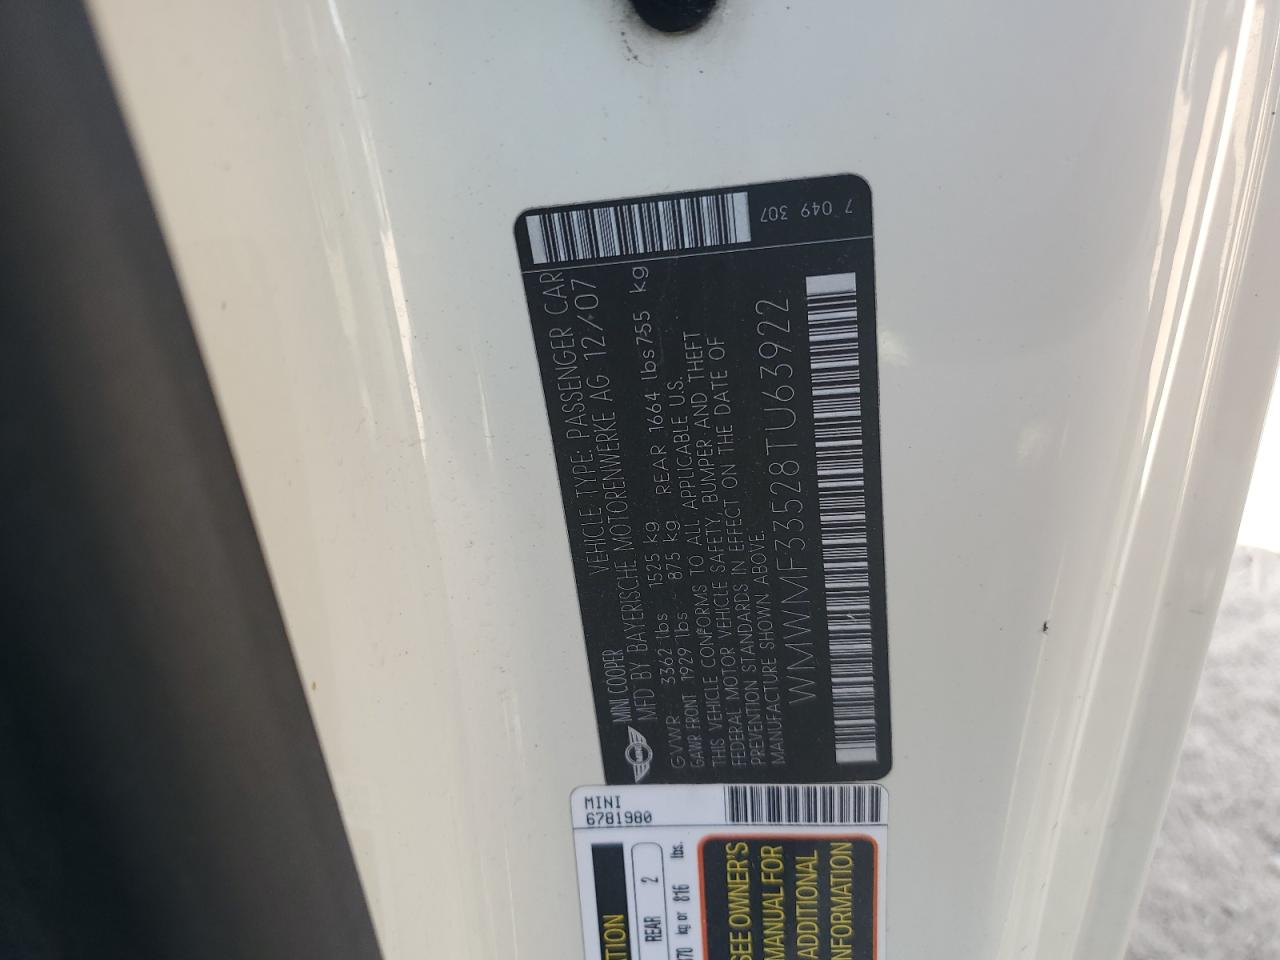 MINI COOPER VEHICLE TYPE: PASSENGER CAR
MFD BY BAYERISCHE MOTORENWERKE AG 12/07
GVWR 3362 lbs 1525 kg
GAWR FRONT 1929 lbs 875 kg REAR 1664 lbs 755 kg
THIS VEHICLE CONFORMS TO ALL APPLICABLE U.S.
FEDERAL MOTOR VEHICLE SAFETY, BUMPER AND THEFT
PREVENTION STANDARDS IN EFFECT ON THE DATE OF
MANUFACTURE SHOWN ABOVE.
WMWMF33528TU63922
7 049 307
MINI
6781980
REAR 2
kg or 816 lbs.
SEE OWNER'S
MANUAL FOR
ADDITIONAL
INFORMATION